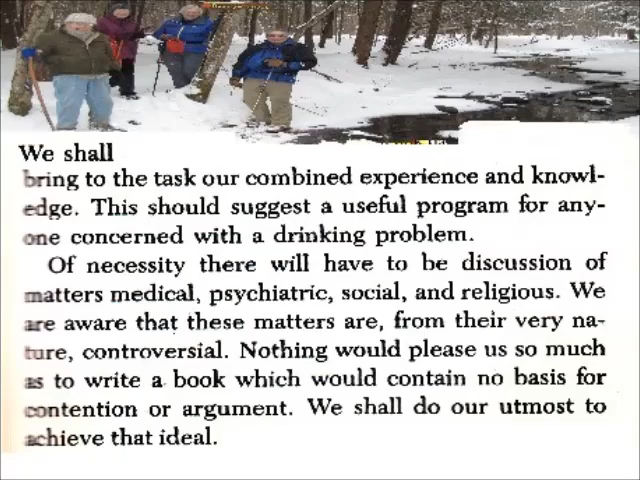 We shall
bring to the task our combined experience and knowl-
edge. This should suggest a useful program for any-
one concerned with a drinking problem.
Of necessity there will have to be discussion of
matters medical, psychiatric, social, and religious. We
are aware that these matters are, from their very na-
ture, controversial. Nothing would please us so much
as to write a book which would contain no basis for
contention or argument. We shall do our utmost to
achieve that ideal.